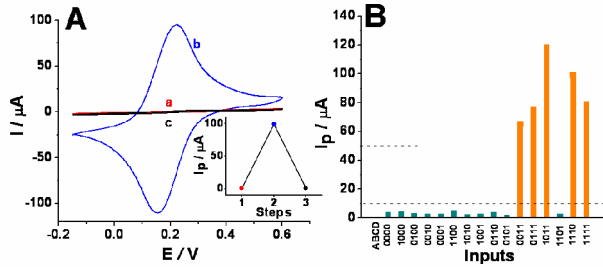 A
I / µA
100
50
0
-50
-100
a
b
c
Ip / µA
100
50
0
1 2 3
Steps
-0.2 0.0 0.2 0.4 0.6
E / V
B
Ip / µA
140
120
100
80
60
40
20
0
ABCD
0000
1000
0100
0010
0001
1100
1010
1001
0110
0101
0011
0111
1011
1101
1110
1111
Inputs